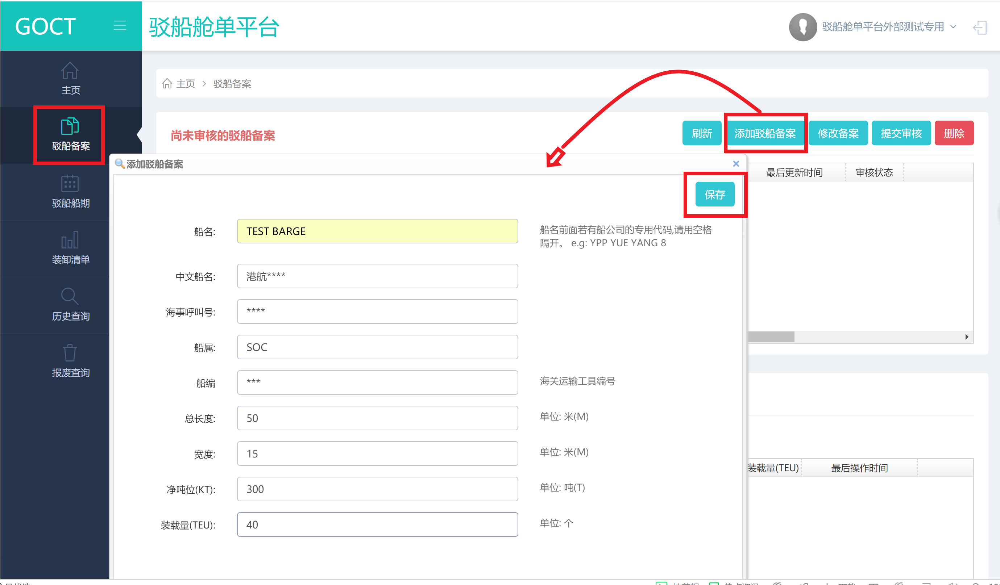 GOCT
驳船舱单平台
驳船舱单平台外部测试专用
主页
驳船备案
驳船船期
装卸清单
历史查询
报废查询
主页 > 驳船备案
尚未审核的驳船备案
刷新
添加驳船备案
修改备案
提交审核
删除
最后更新时间
审核状态
添加驳船备案
保存
船名:
TEST BARGE
船名前面若有船公司的专用代码,请用空格
隔开。 e.g: YPP YUE YANG 8
中文船名:
港航****
海事呼叫号:
****
船属:
SOC
船编
***
海关运输工具编号
总长度:
50
单位: 米(M)
宽度:
15
单位: 米(M)
净吨位(KT):
300
单位: 吨(T)
装载量(TEU):
40
单位: 个
装载量(TEU)
最后操作时间